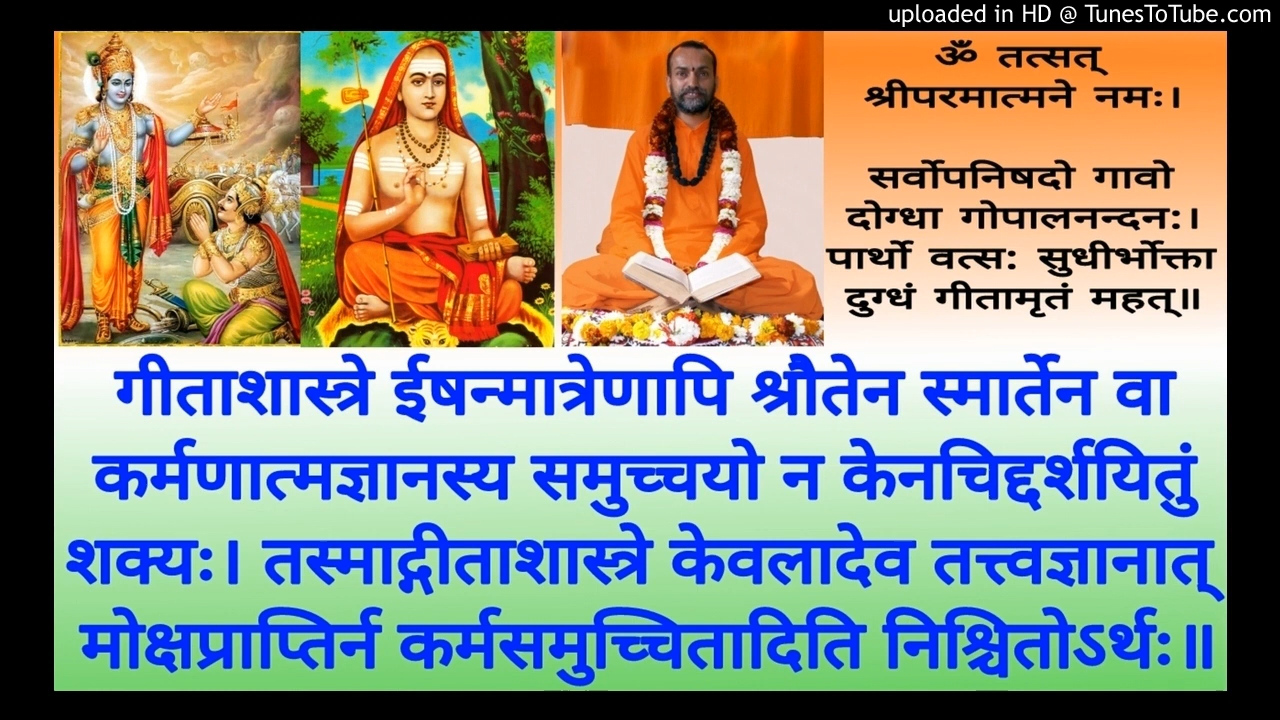 uploaded in HD @ TunesToTube.com
ॐ तत्सत्
श्रीपरमात्मने नमः।
सर्वोपनिषदो गावो
दोग्धा गोपालनन्दन:।
पार्थो वत्स: सुधीर्भोक्ता
दुग्धं गीतामृतं महत्॥
गीताशास्त्रे ईषन्मात्रेणापि श्रौतेन स्मार्तेन वा
कर्मणात्मज्ञानस्य समुच्चयो न केनचिद्दर्शयितुं
शक्यः। तस्माद्गीताशास्त्रे केवलादेव तत्त्वज्ञानात्
मोक्षप्राप्तिर्न कर्मसमुच्चितादिति निश्चितोऽर्थः॥